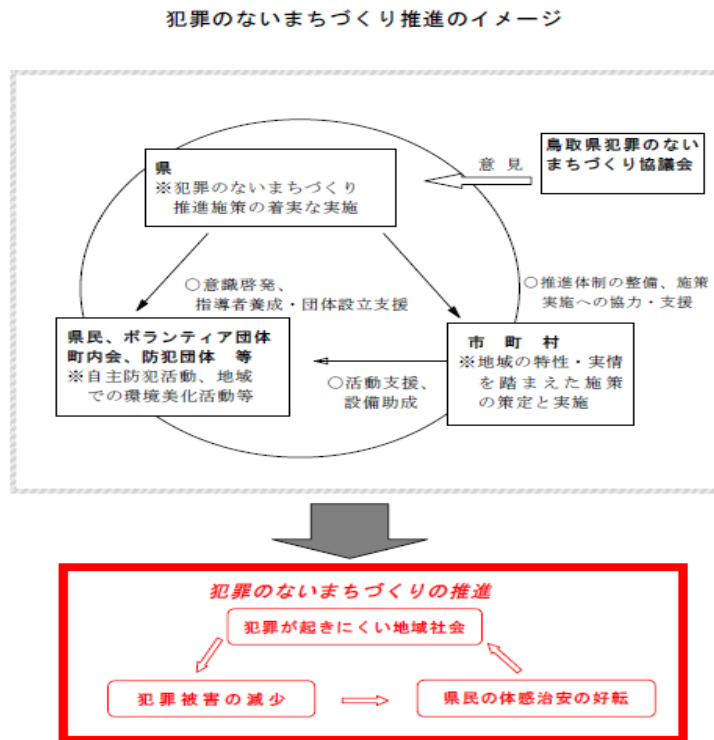 犯罪のないまちづくり推進のイメージ
鳥取県犯罪のない
まちづくり協議会
意見
県
※犯罪のないまちづくり
推進施策の着実な実施
○意識啓発、
指導者養成・団体設立支援
○推進体制の整備、施策
実施への協力・支援
県民、ボランティア団体
町内会、防犯団体 等
※自主防犯活動、地域
での環境美化活動等
市 町 村
※地域の特性・実情
を踏まえた施策
の策定と実施
○活動支援、
設備助成
犯罪のないまちづくりの推進
犯罪が起きにくい地域社会
犯罪被害の減少
県民の体感治安の好転